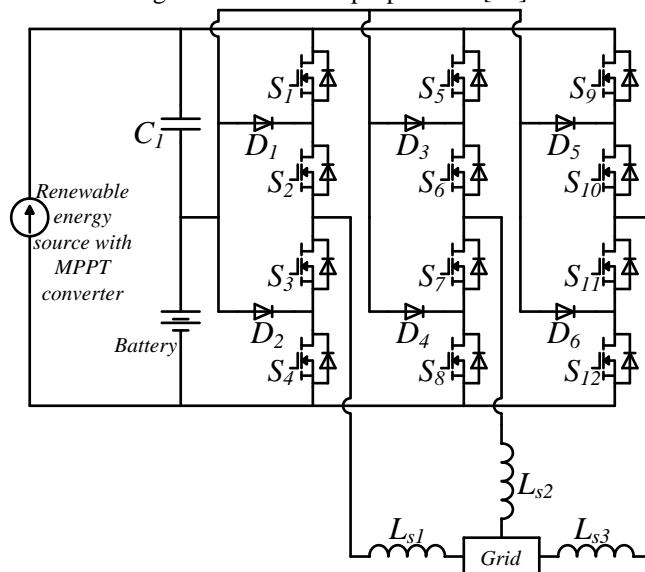 S1
S5
S9
C1
D1
D3
D5
S2
S6
S10
Renewable
energy
source with
MPPT
converter
S3
S7
S11
Battery
D2
D4
D6
S4
S8
S12
Ls2
Ls1
Ls3
Grid